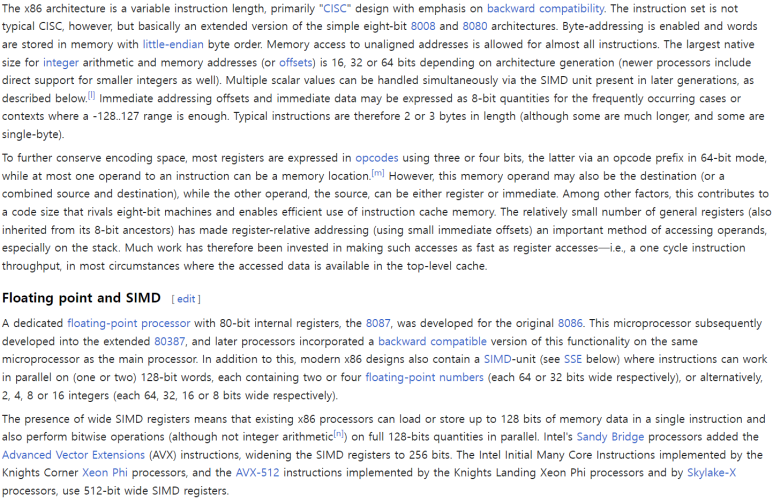 The x86 architecture is a variable instruction length, primarily "CISC" design with emphasis on backward compatibility. The instruction set is not
typical CISC, however, but basically an extended version of the simple eight-bit 8008 and 8080 architectures. Byte-addressing is enabled and words
are stored in memory with little-endian byte order. Memory access to unaligned addresses is allowed for almost all instructions. The largest native
size for integer arithmetic and memory addresses (or offsets) is 16, 32 or 64 bits depending on architecture generation (newer processors include
direct support for smaller integers as well). Multiple scalar values can be handled simultaneously via the SIMD unit present in later generations, as
described below.[l] Immediate addressing offsets and immediate data may be expressed as 8-bit quantities for the frequently occurring cases or
contexts where a -128..127 range is enough. Typical instructions are therefore 2 or 3 bytes in length (although some are much longer, and some are
single-byte).
To further conserve encoding space, most registers are expressed in opcodes using three or four bits, the latter via an opcode prefix in 64-bit mode,
while at most one operand to an instruction can be a memory location.[m] However, this memory operand may also be the destination (or a
combined source and destination), while the other operand, the source, can be either register or immediate. Among other factors, this contributes to
a code size that rivals eight-bit machines and enables efficient use of instruction cache memory. The relatively small number of general registers (also
inherited from its 8-bit ancestors) has made register-relative addressing (using small immediate offsets) an important method of accessing operands,
especially on the stack. Much work has therefore been invested in making such accesses as fast as register accesses—i.e., a one cycle instruction
throughput, in most circumstances where the accessed data is available in the top-level cache.
Floating point and SIMD [ edit ]
A dedicated floating-point processor with 80-bit internal registers, the 8087, was developed for the original 8086. This microprocessor subsequently
developed into the extended 80387, and later processors incorporated a backward compatible version of this functionality on the same
microprocessor as the main processor. In addition to this, modern x86 designs also contain a SIMD-unit (see SSE below) where instructions can work
in parallel on (one or two) 128-bit words, each containing two or four floating-point numbers (each 64 or 32 bits wide respectively), or alternatively,
2, 4, 8 or 16 integers (each 64, 32, 16 or 8 bits wide respectively).
The presence of wide SIMD registers means that existing x86 processors can load or store up to 128 bits of memory data in a single instruction and
also perform bitwise operations (although not integer arithmetic[n]) on full 128-bits quantities in parallel. Intel's Sandy Bridge processors added the
Advanced Vector Extensions (AVX) instructions, widening the SIMD registers to 256 bits. The Intel Initial Many Core Instructions implemented by the
Knights Corner Xeon Phi processors, and the AVX-512 instructions implemented by the Knights Landing Xeon Phi processors and by Skylake-X
processors, use 512-bit wide SIMD registers.